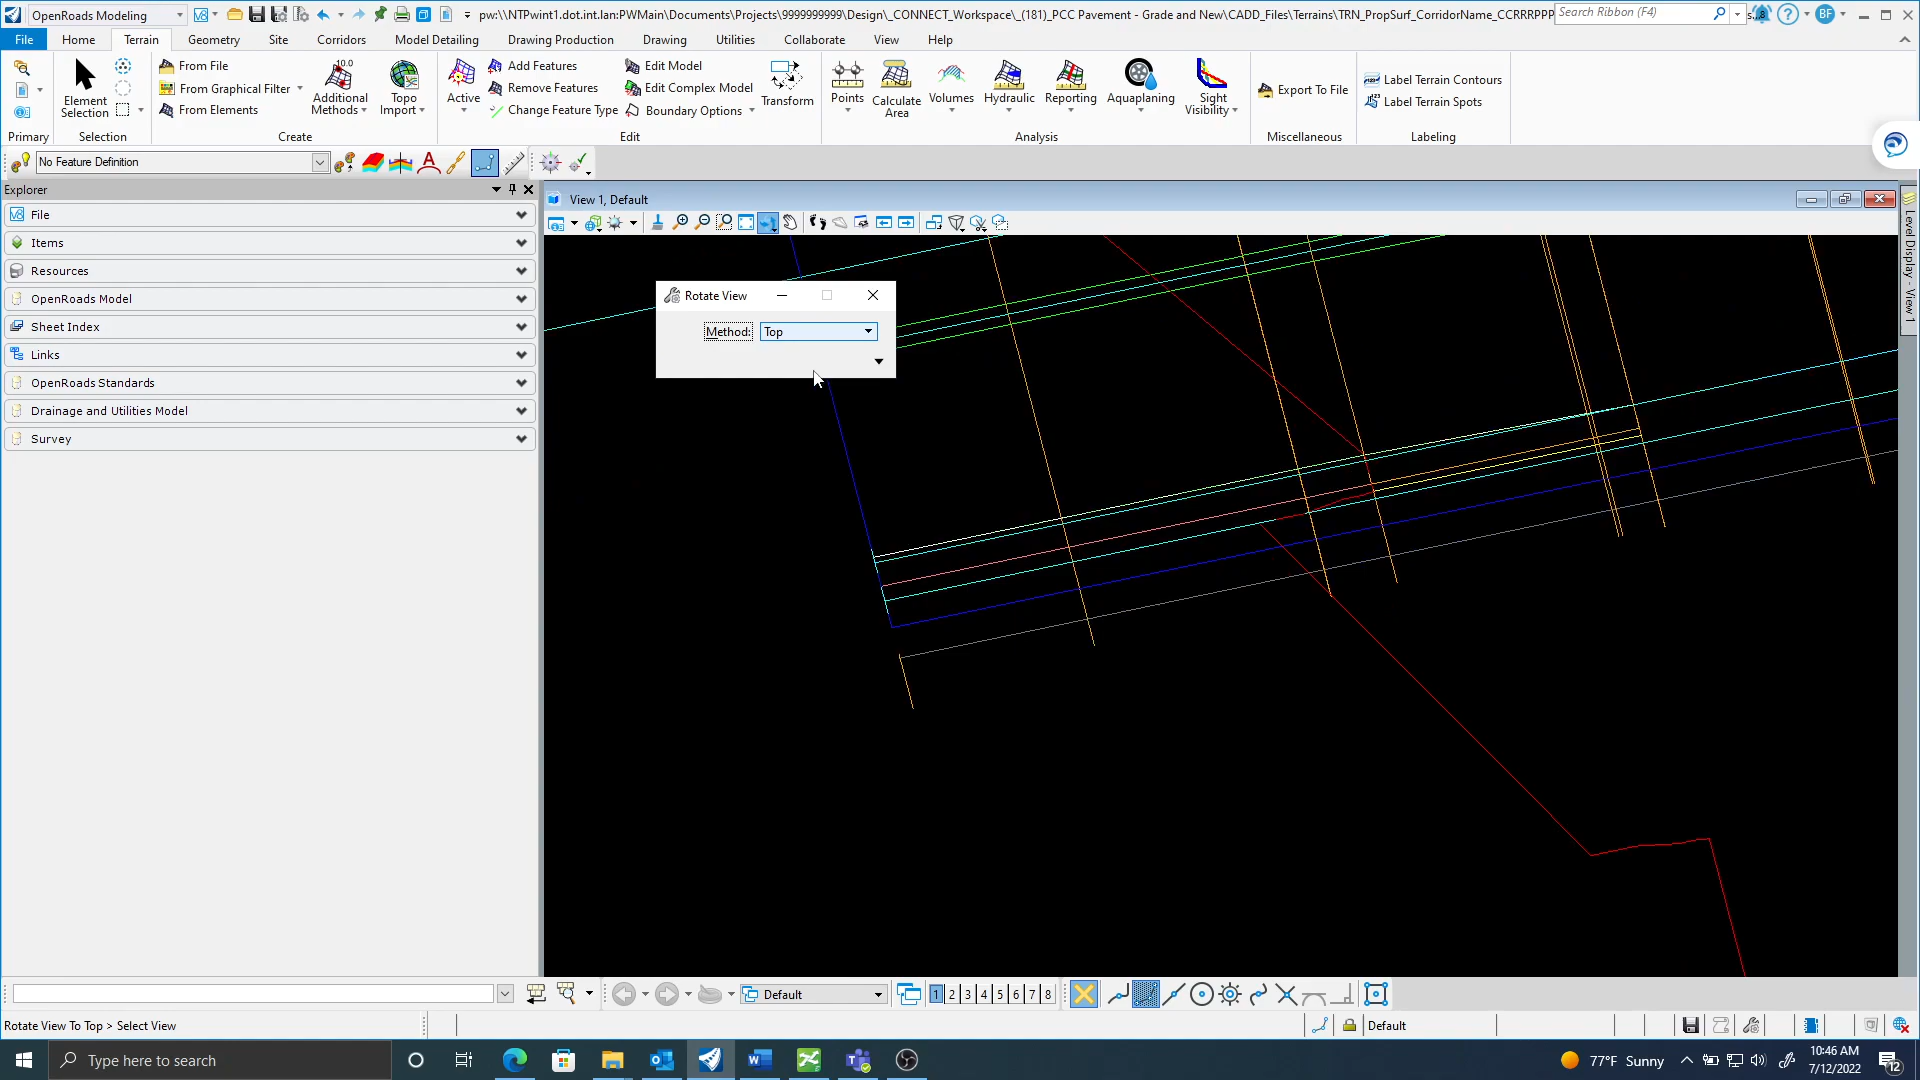 OpenRoads Modeling
pw:\\NTPwint1.dot.int.lan:PWMain\Documents\Projects\9999999999\Design\_CONNECT_Workspace\_(181)_PCC Pavement - Grade and New\CADD_Files\Terrains\TRN_PropSurf_CorridorName_CCRRRPPP
Search Ribbon (F4)
BF
File
Home
Terrain
Geometry
Site
Corridors
Model Detailing
Drawing Production
Drawing
Utilities
Collaborate
View
Help
Element
Selection
From File
From Graphical Filter
From Elements
10.0
Additional
Methods
Topo
Import
Active
Add Features
Remove Features
Change Feature Type
Edit Model
Edit Complex Model
Boundary Options
Transform
Points
Calculate
Area
Volumes
Hydraulic
Reporting
Aquaplaning
Sight
Visibility
Export To File
Label Terrain Contours
Label Terrain Spots
Primary
Selection
Create
Edit
Analysis
Miscellaneous
Labeling
No Feature Definition
Explorer
File
Items
Resources
OpenRoads Model
Sheet Index
Links
OpenRoads Standards
Drainage and Utilities Model
Survey
View 1, Default
Level Display - View 1
Rotate View
Method: Top
Default
1 2 3 4 5 6 7 8
Rotate View To Top > Select View
Default
Type here to search
77°F Sunny
10:46 AM
7/12/2022
12